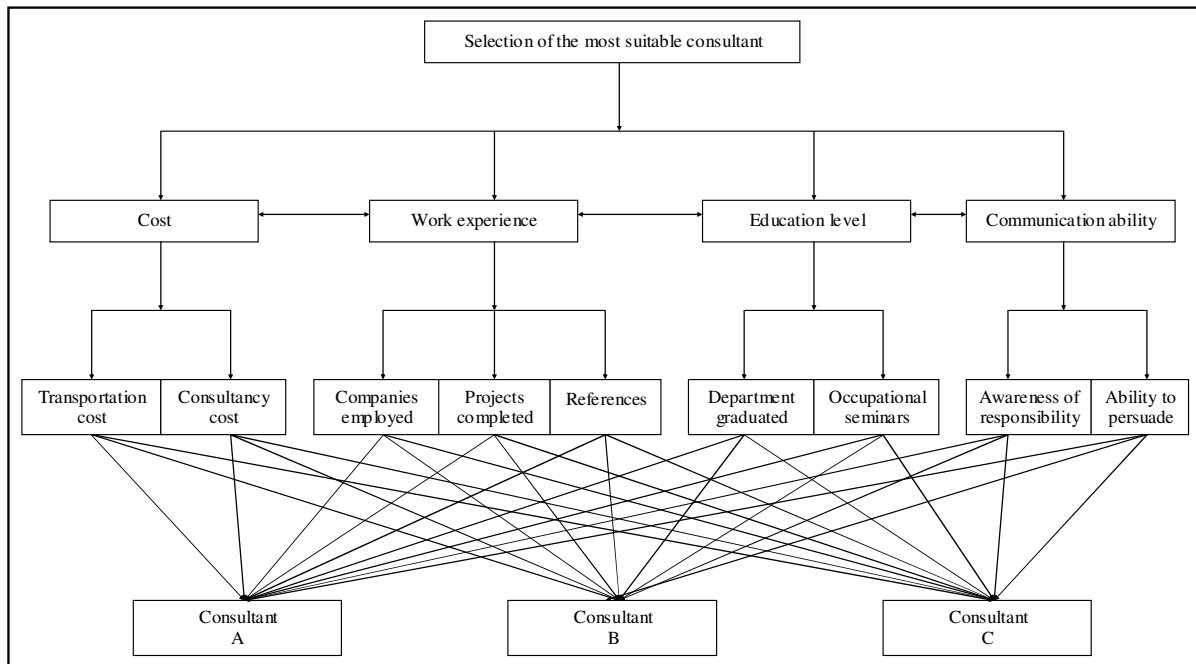 Selection of the most suitable consultant
Cost
Work experience
Education level
Communication ability
Transportation
cost
Consultancy
cost
Companies
employed
Projects
completed
References
Department
graduated
Occupational
seminars
Awareness of
responsibility
Ability to
persuade
Consultant
A
Consultant
B
Consultant
C